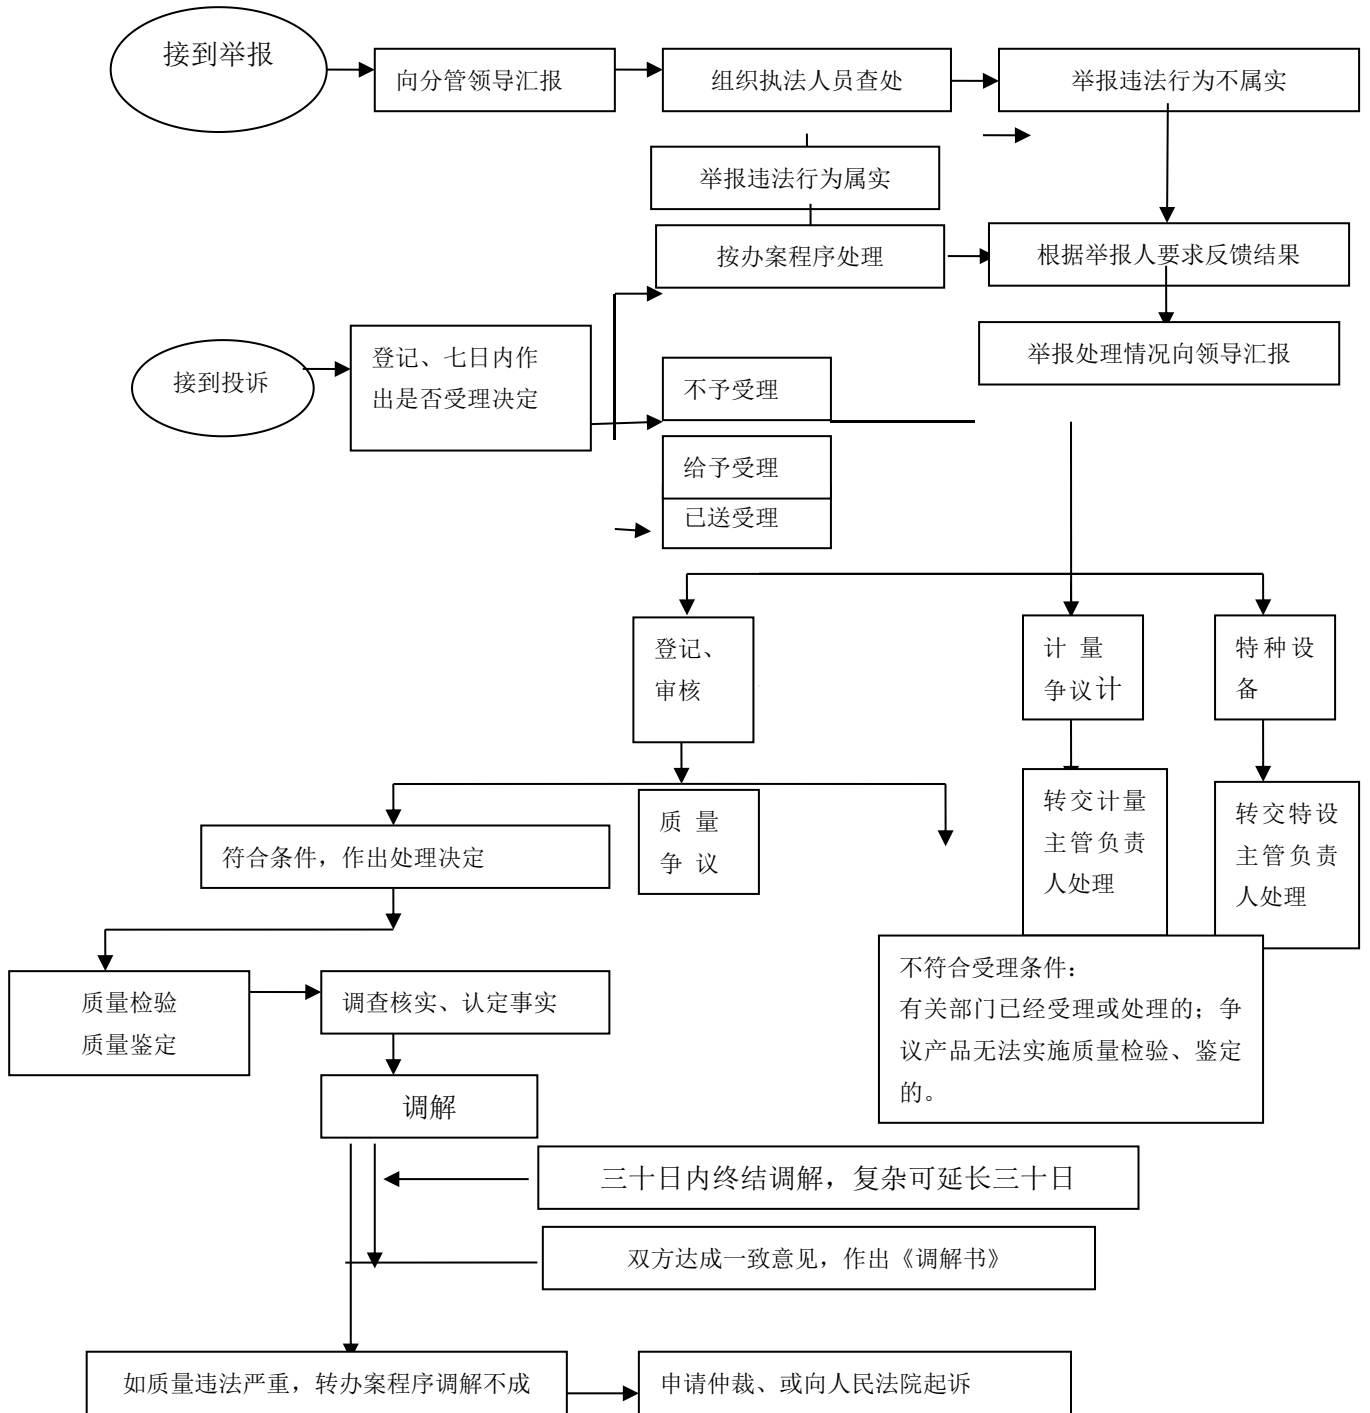 接到举报
向分管领导汇报
组织执法人员查处
举报违法行为不属实
举报违法行为属实
按办案程序处理
根据举报人要求反馈结果
举报处理情况向领导汇报
接到投诉
登记、七日内作
出是否受理决定
不予受理
给予受理
已送受理
登记、
审核
计 量
争议计
特种设
备
质 量
争 议
转交计量
主管负责
人处理
转交特设
主管负责
人处理
符合条件，作出处理决定
不符合受理条件：
有关部门已经受理或处理的；争
议产品无法实施质量检验、鉴定
的。
质量检验
质量鉴定
调查核实、认定事实
调解
三十日内终结调解，复杂可延长三十日
双方达成一致意见，作出《调解书》
如质量违法严重，转办案程序调解不成
申请仲裁、或向人民法院起诉